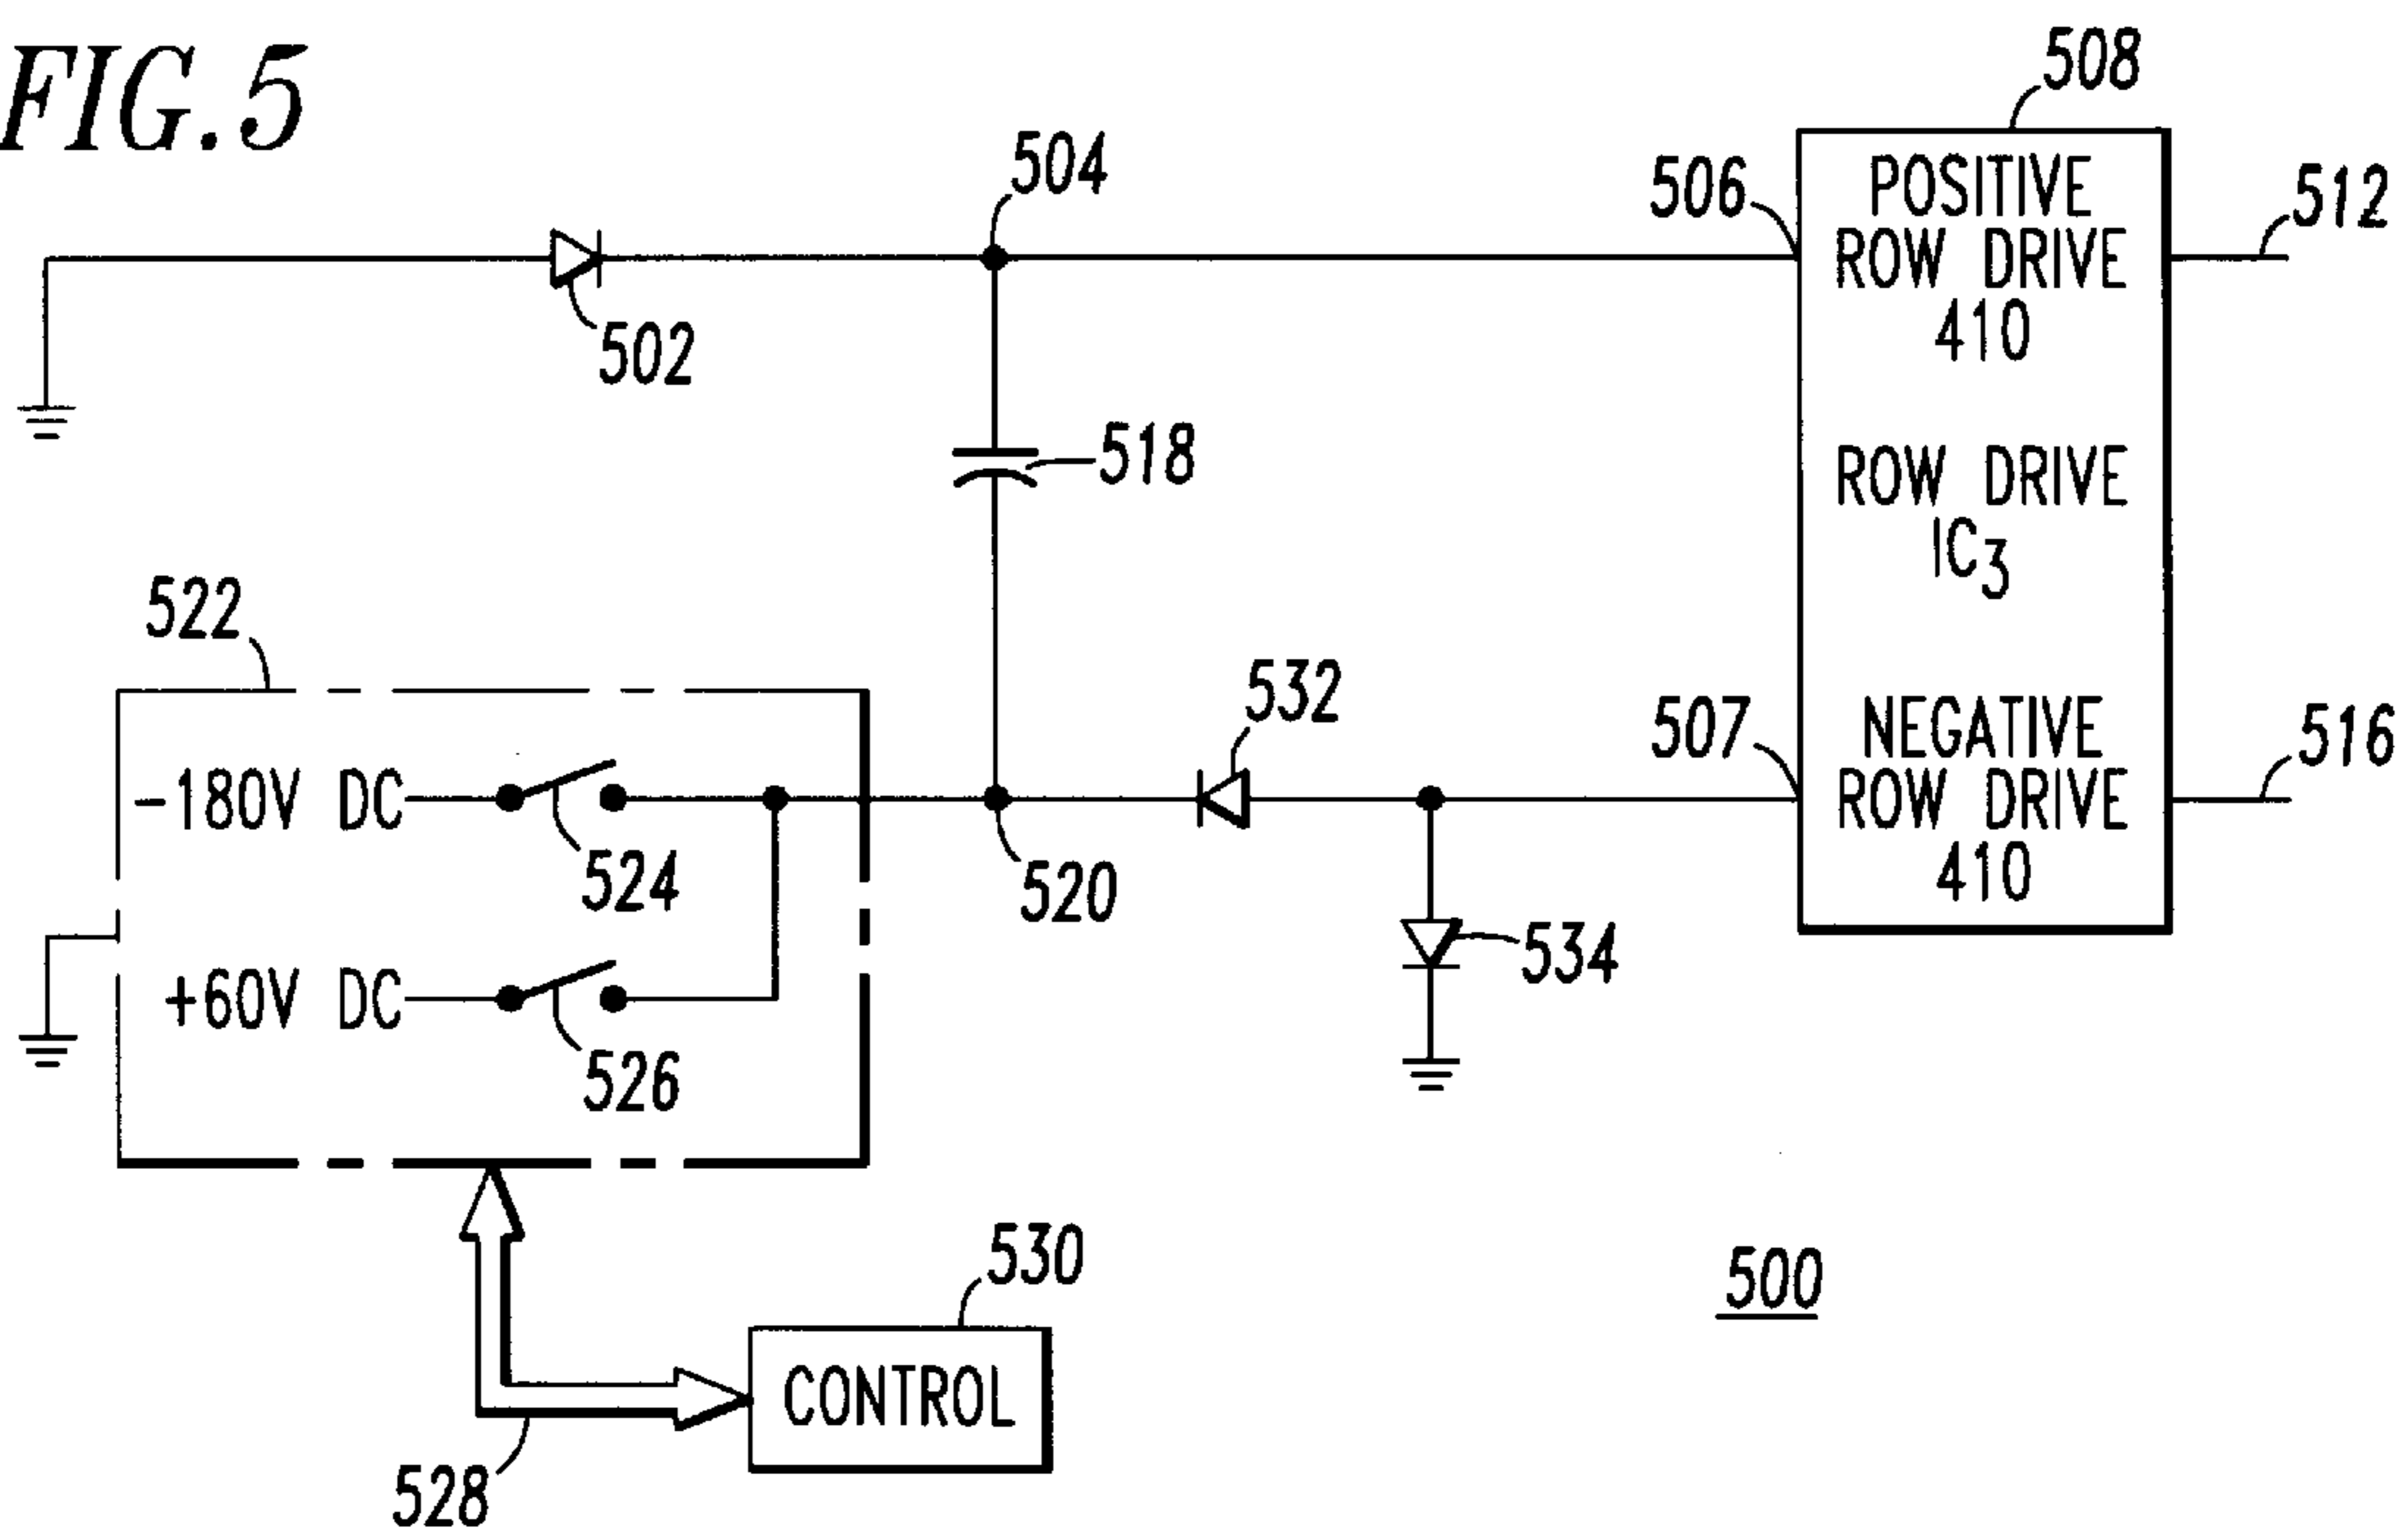 FIG. 5
508
504
506
POSITIVE
ROW DRIVE
410
512
502
518
ROW DRIVE
IC3
522
532
507
NEGATIVE
ROW DRIVE
410
516
-180V DC
524
520
534
+60V DC
526
530
500
CONTROL
528